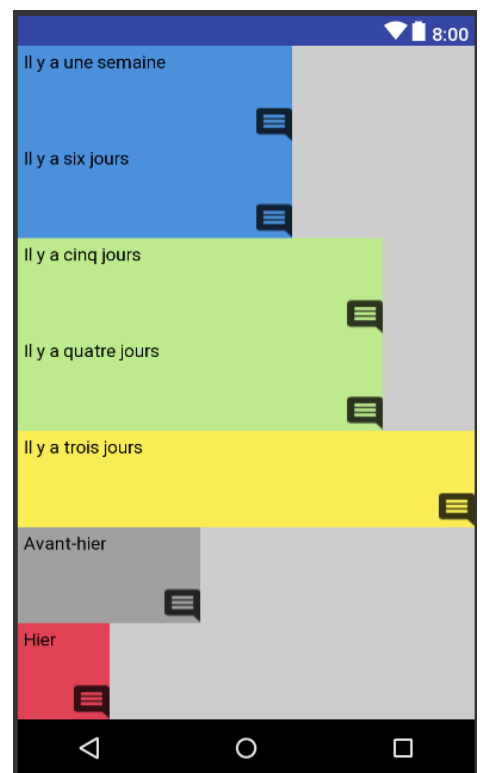 8:00
Il y a une semaine
Il y a six jours
Il y a cinq jours
Il y a quatre jours
Il y a trois jours
Avant-hier
Hier